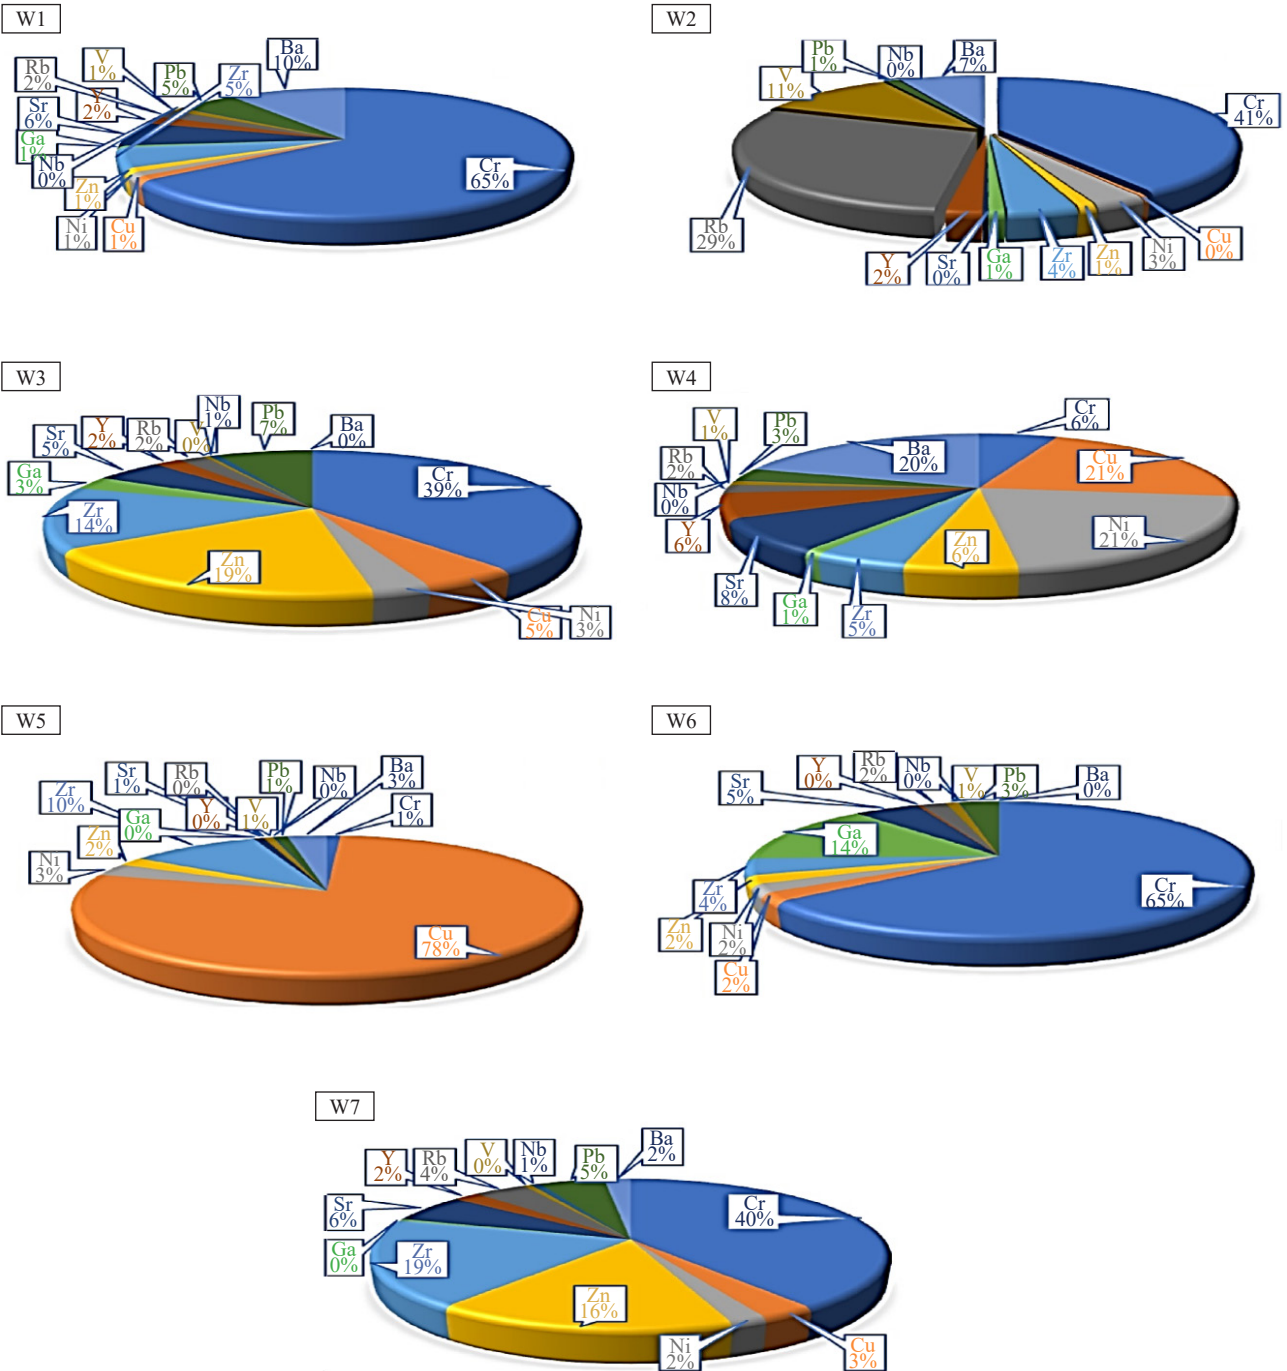 W1
Ba
10%
V
1%
Zr
5%
Pb
5%
Rb
2%
Y
2%
Sr
6%
Ga
1%
Nb
0%
Zn
1%
Ni
1%
Cu
1%
Cr
65%
W2
Pb
1%
Nb
0%
Ba
7%
V
11%
Cr
41%
Rb
29%
Y
2%
Sr
0%
Ga
1%
Zr
4%
Zn
1%
Ni
3%
Cu
0%
W3
Nb
1%
Pb
7%
Ba
0%
Sr
5%
Y
2%
Rb
2%
V
0%
Ga
3%
Cr
39%
Zr
14%
Zn
19%
Cu
5%
Ni
3%
W4
Cr
6%
V
1%
Pb
3%
Rb
2%
Ba
20%
Cu
21%
Nb
0%
Y
6%
Ni
21%
Zn
6%
Sr
8%
Ga
1%
Zr
5%
W5
Sr
1%
Rb
0%
Pb
1%
Nb
0%
Ba
3%
Zr
10%
Ga
0%
Y
0%
V
1%
Cr
1%
Zn
2%
Ni
3%
Cu
78%
W6
Y
0%
Rb
2%
Nb
0%
V
1%
Pb
3%
Ba
0%
Sr
5%
Ga
14%
Zr
4%
Cr
65%
Zn
2%
Ni
2%
Cu
2%
W7
Y
2%
Rb
4%
V
0%
Nb
1%
Pb
5%
Ba
2%
Sr
6%
Cr
40%
Ga
0%
Zr
19%
Zn
16%
Ni
2%
Cu
3%